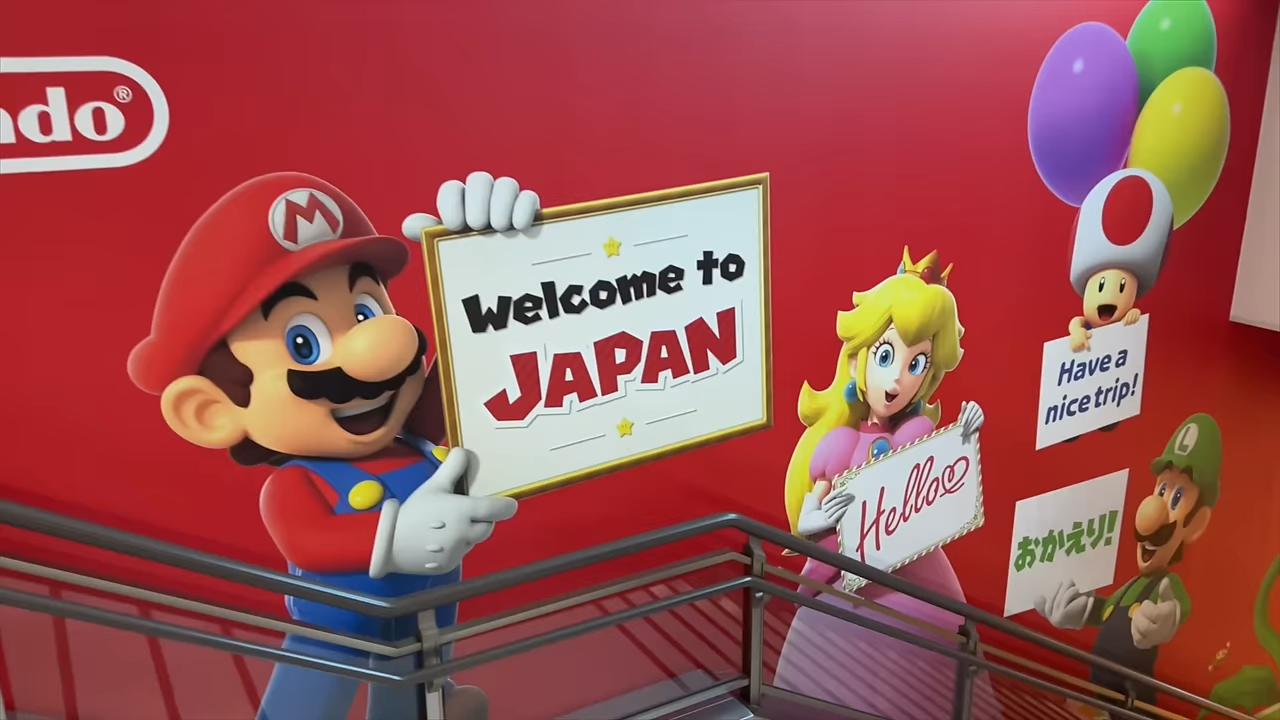 ndo®
M
Welcome to
JAPAN
Hello
Have a
nice trip!
L
おかえり!